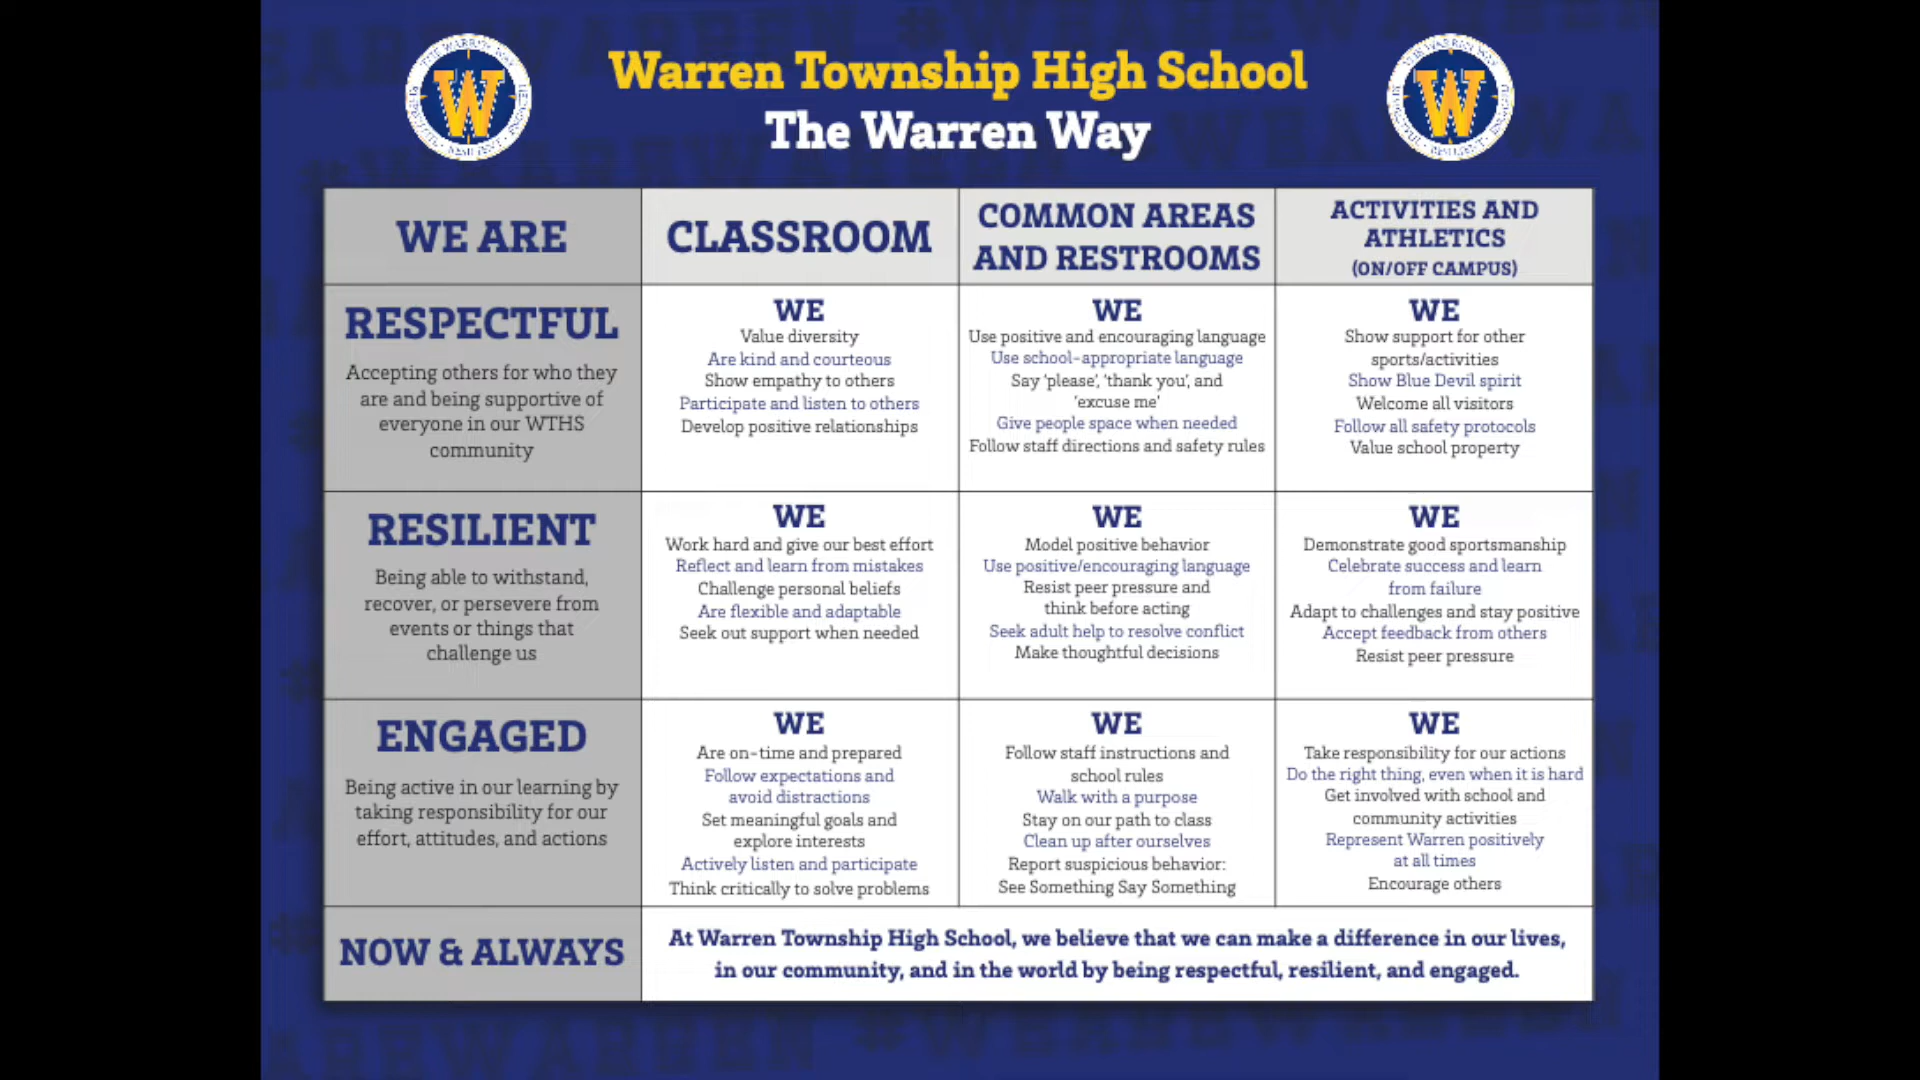 Warren Township High School
The Warren Way
WE ARE
CLASSROOM
COMMON AREAS
AND RESTROOMS
ACTIVITIES AND
ATHLETICS
(ON/OFF CAMPUS)
RESPECTFUL
Accepting others for who they
are and being supportive of
everyone in our WTHS
community
WE
Value diversity
Are kind and courteous
Show empathy to others
Participate and listen to others
Develop positive relationships
WE
Use positive and encouraging language
Use school-appropriate language
Say 'please', 'thank you', and
'excuse me'
Give people space when needed
Follow staff directions and safety rules
WE
Show support for other
sports/activities
Show Blue Devil spirit
Welcome all visitors
Follow all safety protocols
Value school property
RESILIENT
Being able to withstand,
recover, or persevere from
events or things that
challenge us
WE
Work hard and give our best effort
Reflect and learn from mistakes
Challenge personal beliefs
Are flexible and adaptable
Seek out support when needed
WE
Model positive behavior
Use positive/encouraging language
Resist peer pressure and
think before acting
Seek adult help to resolve conflict
Make thoughtful decisions
WE
Demonstrate good sportsmanship
Celebrate success and learn
from failure
Adapt to challenges and stay positive
Accept feedback from others
Resist peer pressure
ENGAGED
Being active in our learning by
taking responsibility for our
effort, attitudes, and actions
WE
Are on-time and prepared
Follow expectations and
avoid distractions
Set meaningful goals and
explore interests
Actively listen and participate
Think critically to solve problems
WE
Follow staff instructions and
school rules
Walk with a purpose
Stay on our path to class
Clean up after ourselves
Report suspicious behavior:
See Something Say Something
WE
Take responsibility for our actions
Do the right thing, even when it is hard
Get involved with school and
community activities
Represent Warren positively
at all times
Encourage others
NOW & ALWAYS
At Warren Township High School, we believe that we can make a difference in our lives,
in our community, and in the world by being respectful, resilient, and engaged.